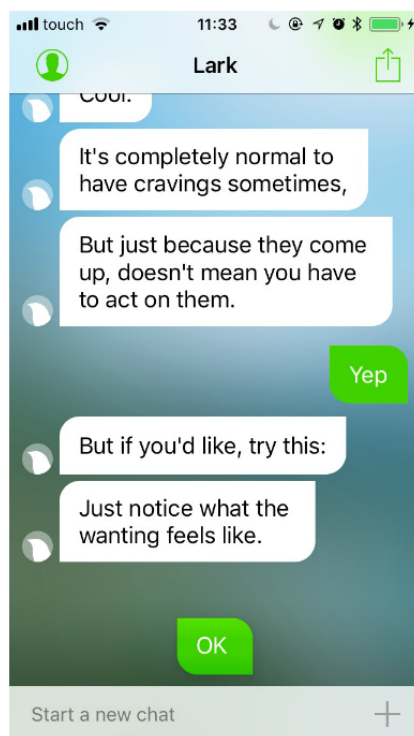 touch 11:33
Lark
Cool.
It's completely normal to
have cravings sometimes,
But just because they come
up, doesn't mean you have
to act on them.
Yep
But if you'd like, try this:
Just notice what the
wanting feels like.
OK
Start a new chat